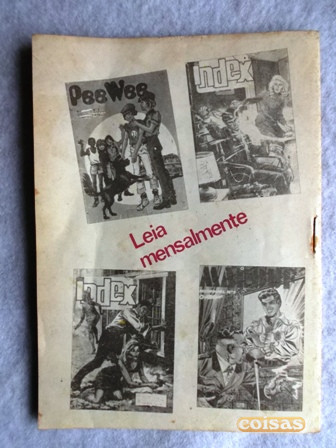 PeeWee
index
Leia
mensalmente
index
coisas